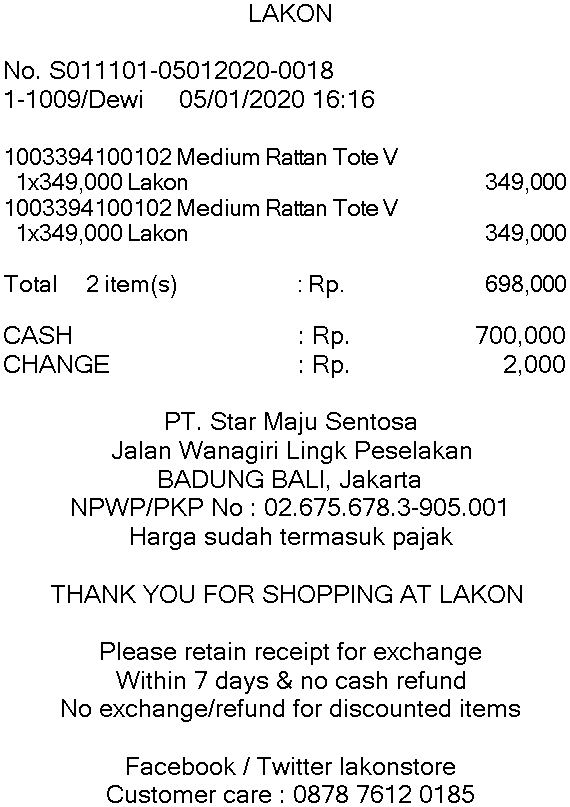 LAKON
No. S011101-05012020-0018
1-1009/Dewi 05/01/2020 16:16
1003394100102 Medium Rattan Tote V
1x349,000 Lakon 349,000
1003394100102 Medium Rattan Tote V
1x349,000 Lakon 349,000
Total 2 item(s) : Rp. 698,000
CASH : Rp. 700,000
CHANGE : Rp. 2,000
PT. Star Maju Sentosa
Jalan Wanagiri Lingk Peselakan
BADUNG BALI, Jakarta
NPWP/PKP No : 02.675.678.3-905.001
Harga sudah termasuk pajak
THANK YOU FOR SHOPPING AT LAKON
Please retain receipt for exchange
Within 7 days & no cash refund
No exchange/refund for discounted items
Facebook / Twitter lakonstore
Customer care : 0878 7612 0185